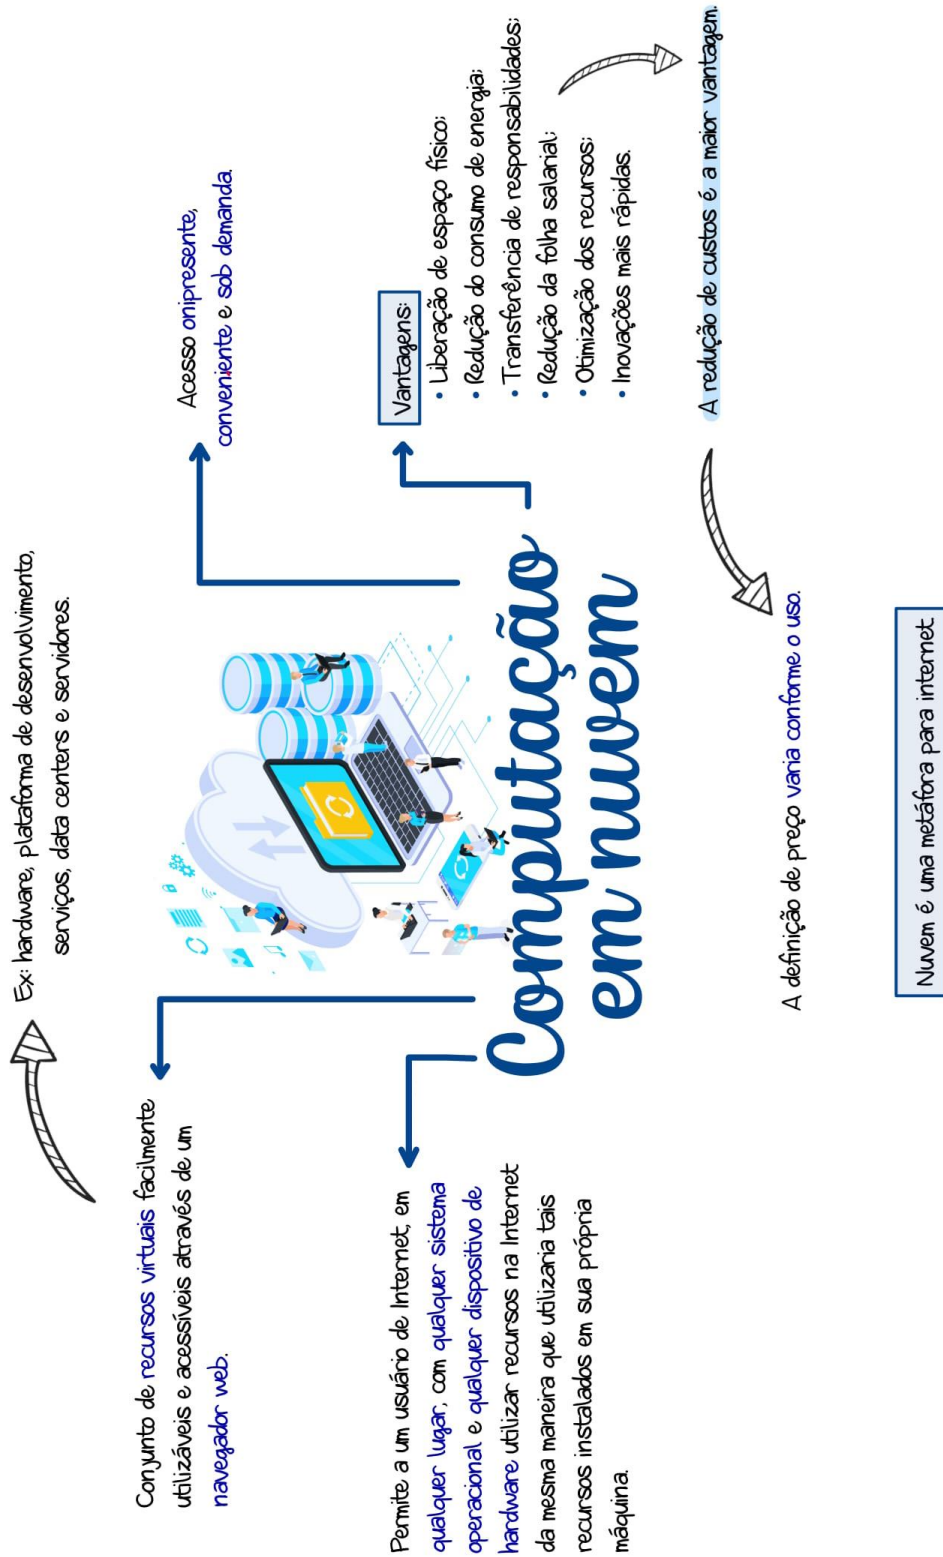 Ex: hardware, plataforma de desenvolvimento,
serviços, data centers e servidores.
Conjunto de recursos virtuais facilmente
utilizáveis e acessíveis através de um
navegador web.
Acesso onipresente,
conveniente e sob demanda.
Permite a um usuário de Internet, em
qualquer lugar, com qualquer sistema
operacional e qualquer dispositivo de
hardware utilizar recursos na Internet
da mesma maneira que utilizaria tais
recursos instalados em sua própria
máquina.
Computação
em nuvem
Vantagens:
• Liberação de espaço físico;
• Redução do consumo de energia;
• Transferência de responsabilidades;
• Redução da folha salarial;
• Otimização dos recursos;
• Inovações mais rápidas.
A redução de custos é a maior vantagem.
A definição de preço varia conforme o uso.
Nuvem é uma metáfora para internet